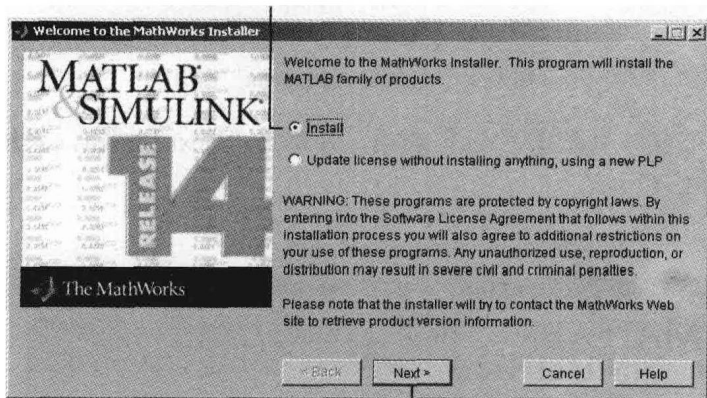 Welcome to the MathWorks Installer
MATLAB
& SIMULINK
RELEASE
14
The MathWorks
Welcome to the MathWorks Installer. This program will install the
MATLAB family of products.
Install
Update license without installing anything, using a new PLP
WARNING: These programs are protected by copyright laws. By
entering into the Software License Agreement that follows within this
installation process you will also agree to additional restrictions on
your use of these programs. Any unauthorized use, reproduction, or
distribution may result in severe civil and criminal penalties.
Please note that the installer will try to contact the MathWorks Web
site to retrieve product version information.
< Back
Next >
Cancel
Help